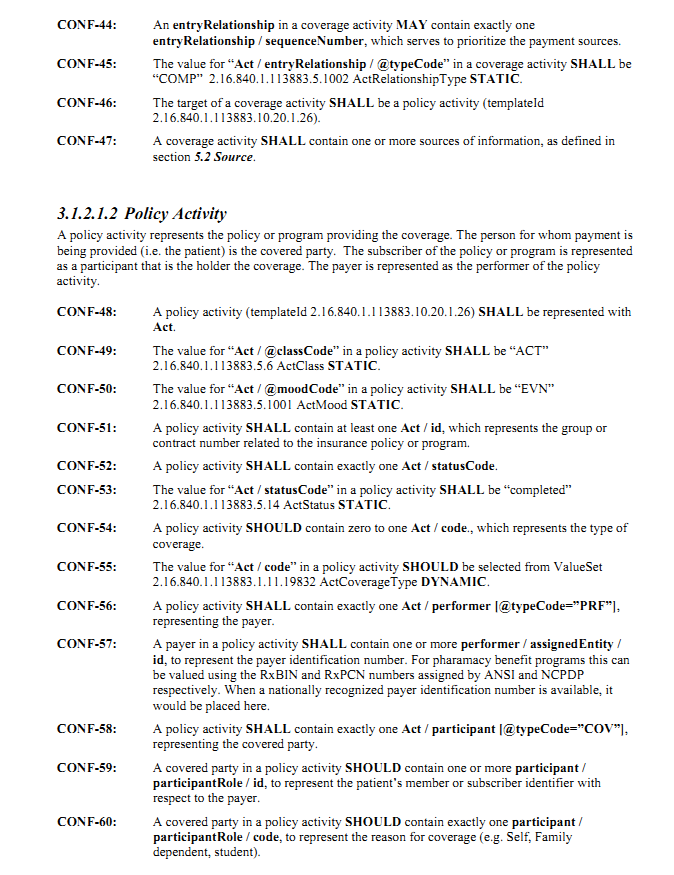 CONF-44: An entryRelationship in a coverage activity MAY contain exactly one
entryRelationship / sequenceNumber, which serves to prioritize the payment sources.
CONF-45: The value for “Act / entryRelationship / @typeCode” in a coverage activity SHALL be
“COMP” 2.16.840.1.113883.5.1002 ActRelationshipType STATIC.
CONF-46: The target of a coverage activity SHALL be a policy activity (templateId
2.16.840.1.113883.10.20.1.26).
CONF-47: A coverage activity SHALL contain one or more sources of information, as defined in
section 5.2 Source.
3.1.2.1.2 Policy Activity
A policy activity represents the policy or program providing the coverage. The person for whom payment is
being provided (i.e. the patient) is the covered party. The subscriber of the policy or program is represented
as a participant that is the holder the coverage. The payer is represented as the performer of the policy
activity.
CONF-48: A policy activity (templateId 2.16.840.1.113883.10.20.1.26) SHALL be represented with
Act.
CONF-49: The value for “Act / @classCode” in a policy activity SHALL be “ACT”
2.16.840.1.113883.5.6 ActClass STATIC.
CONF-50: The value for “Act / @moodCode” in a policy activity SHALL be “EVN”
2.16.840.1.113883.5.1001 ActMood STATIC.
CONF-51: A policy activity SHALL contain at least one Act / id, which represents the group or
contract number related to the insurance policy or program.
CONF-52: A policy activity SHALL contain exactly one Act / statusCode.
CONF-53: The value for “Act / statusCode” in a policy activity SHALL be “completed”
2.16.840.1.113883.5.14 ActStatus STATIC.
CONF-54: A policy activity SHOULD contain zero to one Act / code., which represents the type of
coverage.
CONF-55: The value for “Act / code” in a policy activity SHOULD be selected from ValueSet
2.16.840.1.113883.1.11.19832 ActCoverageType DYNAMIC.
CONF-56: A policy activity SHALL contain exactly one Act / performer [@typeCode=”PRF”],
representing the payer.
CONF-57: A payer in a policy activity SHALL contain one or more performer / assignedEntity /
id, to represent the payer identification number. For pharamacy benefit programs this can
be valued using the RxBIN and RxPCN numbers assigned by ANSI and NCPDP
respectively. When a nationally recognized payer identification number is available, it
would be placed here.
CONF-58: A policy activity SHALL contain exactly one Act / participant [@typeCode=”COV”],
representing the covered party.
CONF-59: A covered party in a policy activity SHOULD contain one or more participant /
participantRole / id, to represent the patient’s member or subscriber identifier with
respect to the payer.
CONF-60: A covered party in a policy activity SHOULD contain exactly one participant /
participantRole / code, to represent the reason for coverage (e.g. Self, Family
dependent, student).